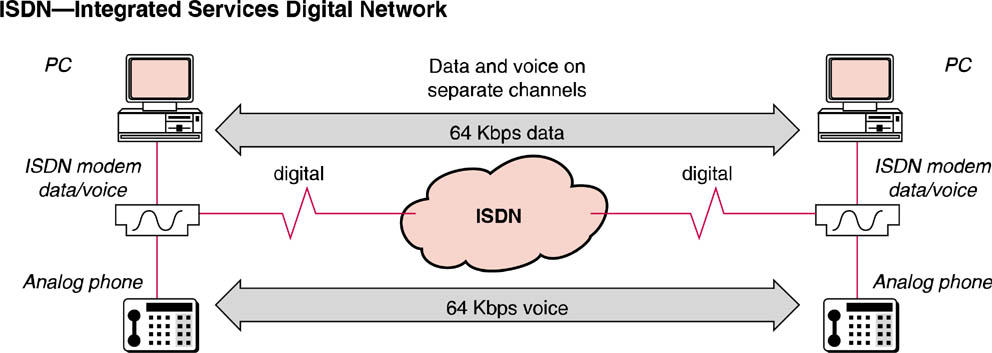 ISDN—Integrated Services Digital Network
PC
Data and voice on
separate channels
PC
64 Kbps data
ISDN modem
data/voice
digital
digital
ISDN modem
data/voice
ISDN
Analog phone
64 Kbps voice
Analog phone